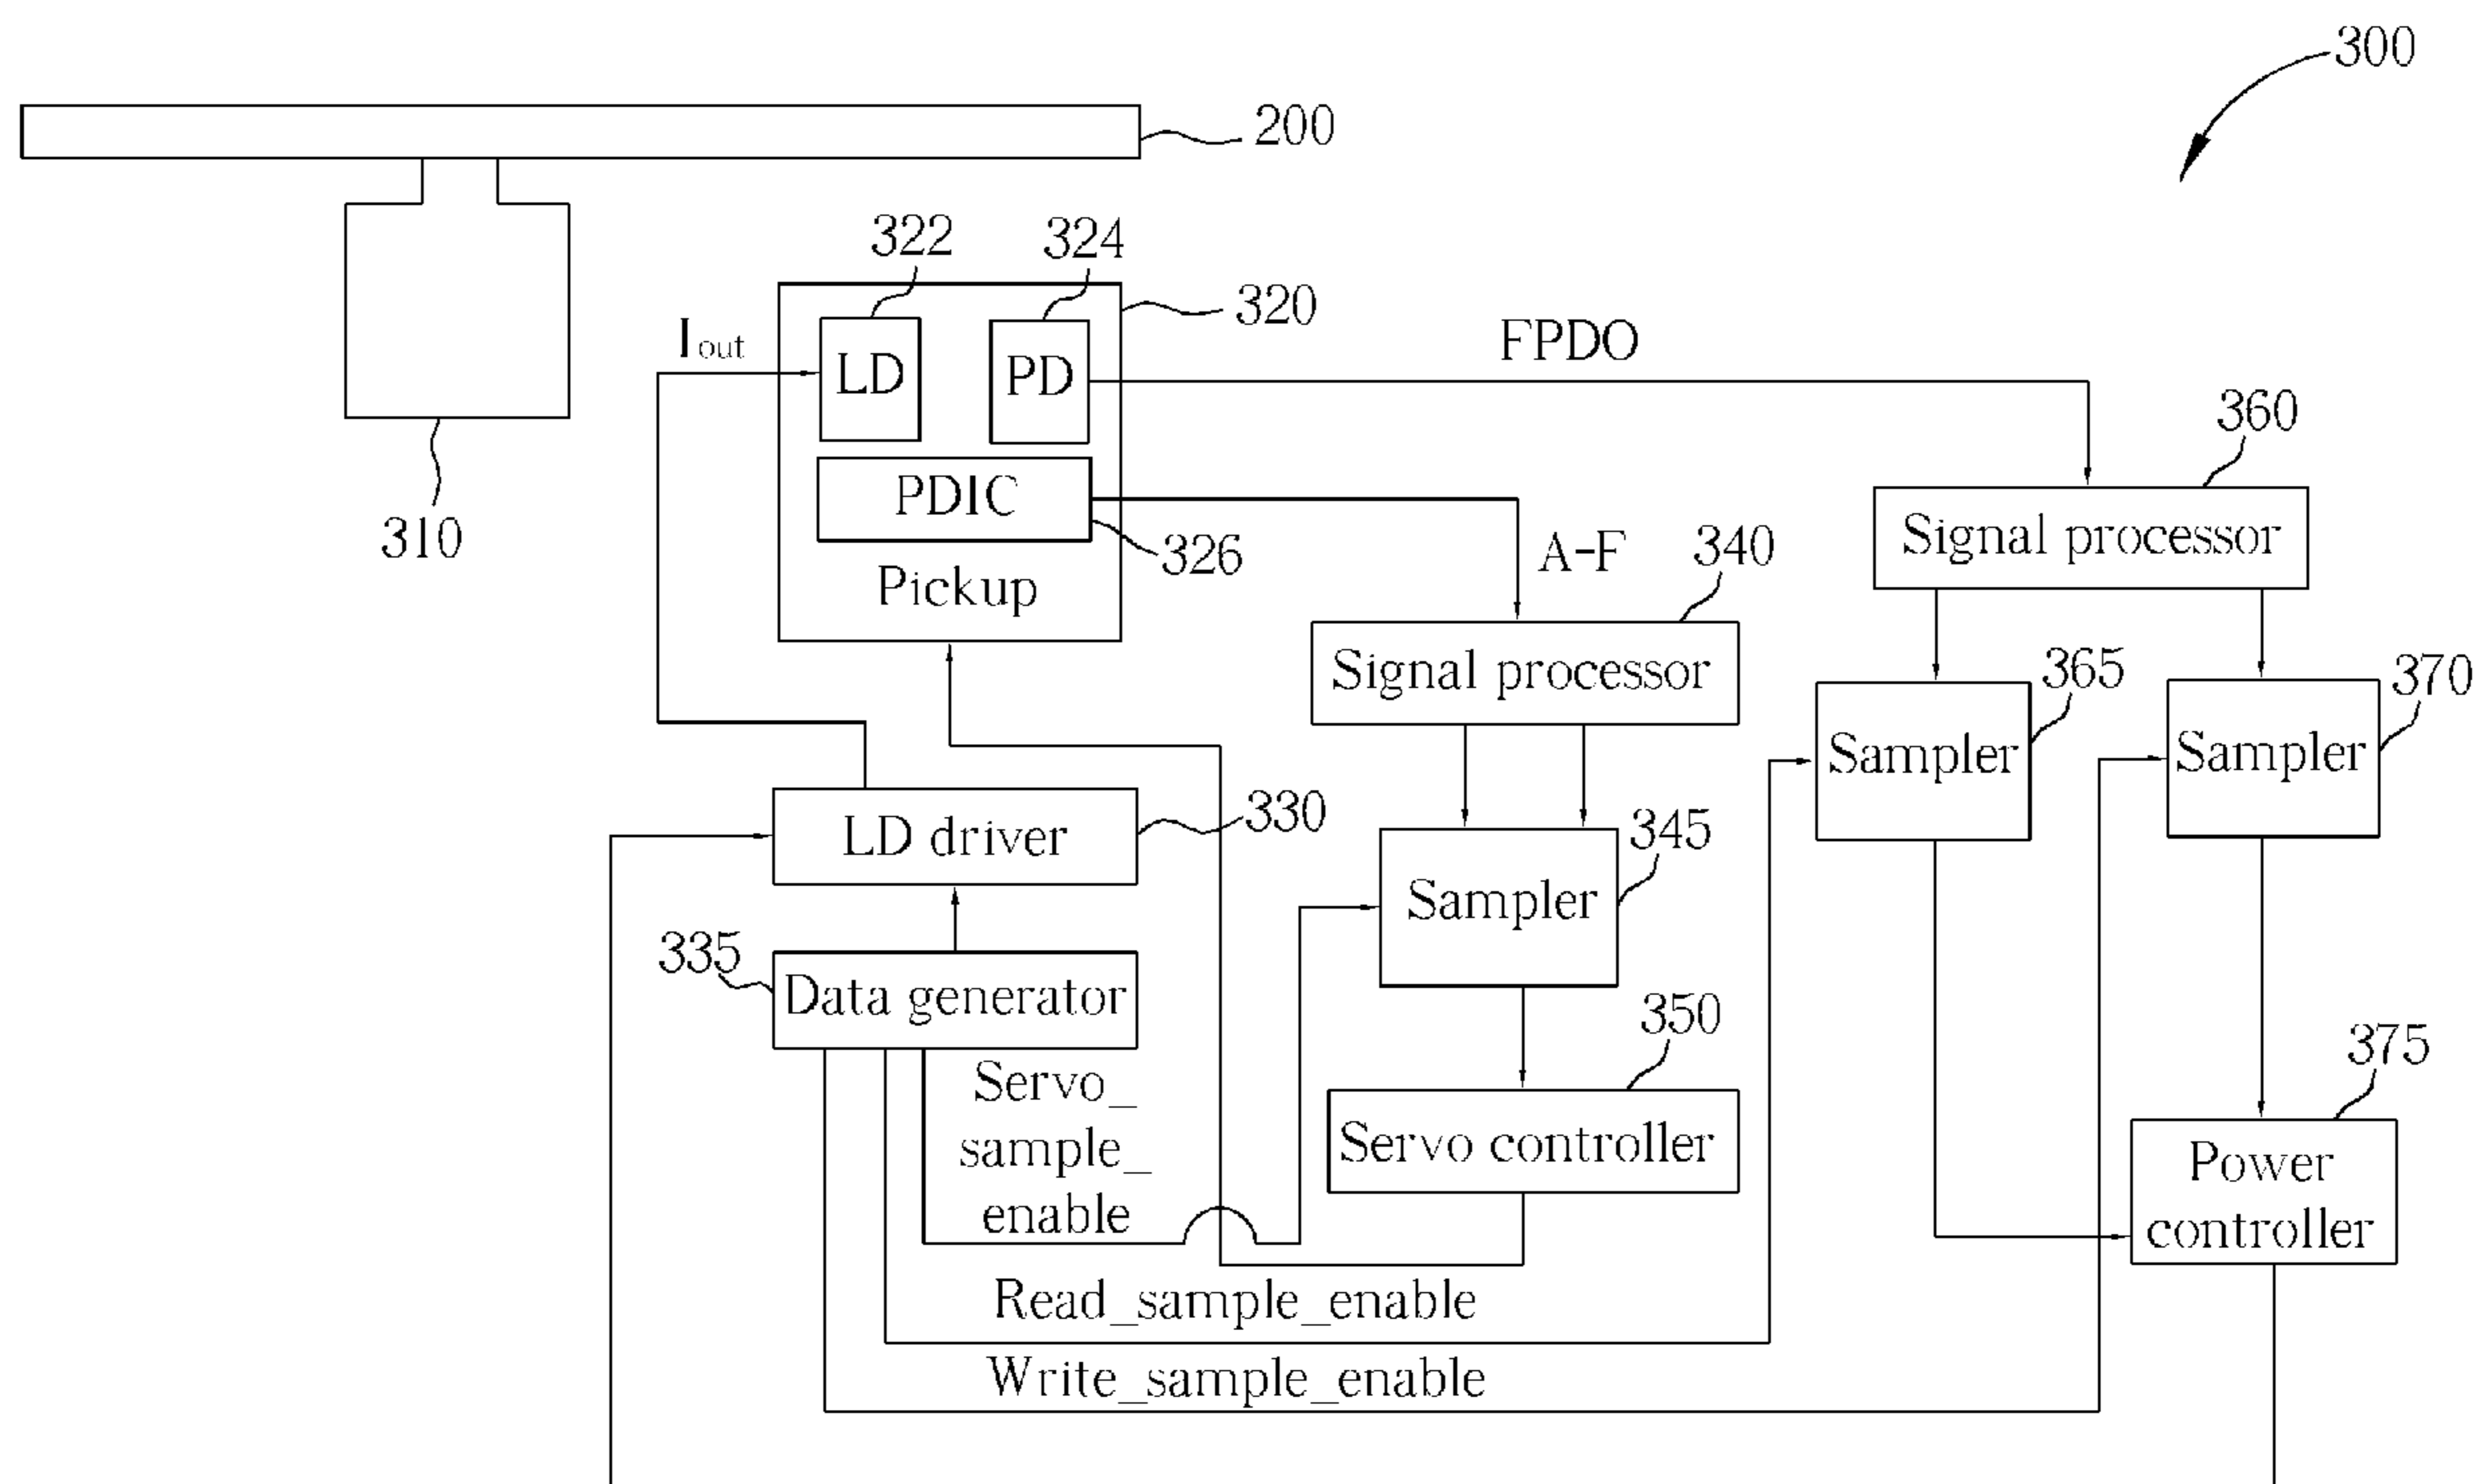 300
200
322
324
320
Iout
LD
PD
FPDO
360
PDIC
310
326
A-F
340
Signal processor
Pickup
Signal processor
365
370
Sampler
Sampler
LD driver
330
345
Sampler
335
Data generator
350
375
Servo_
sample_
enable
Servo controller
Power
controller
Read_sample_enable
Write_sample_enable